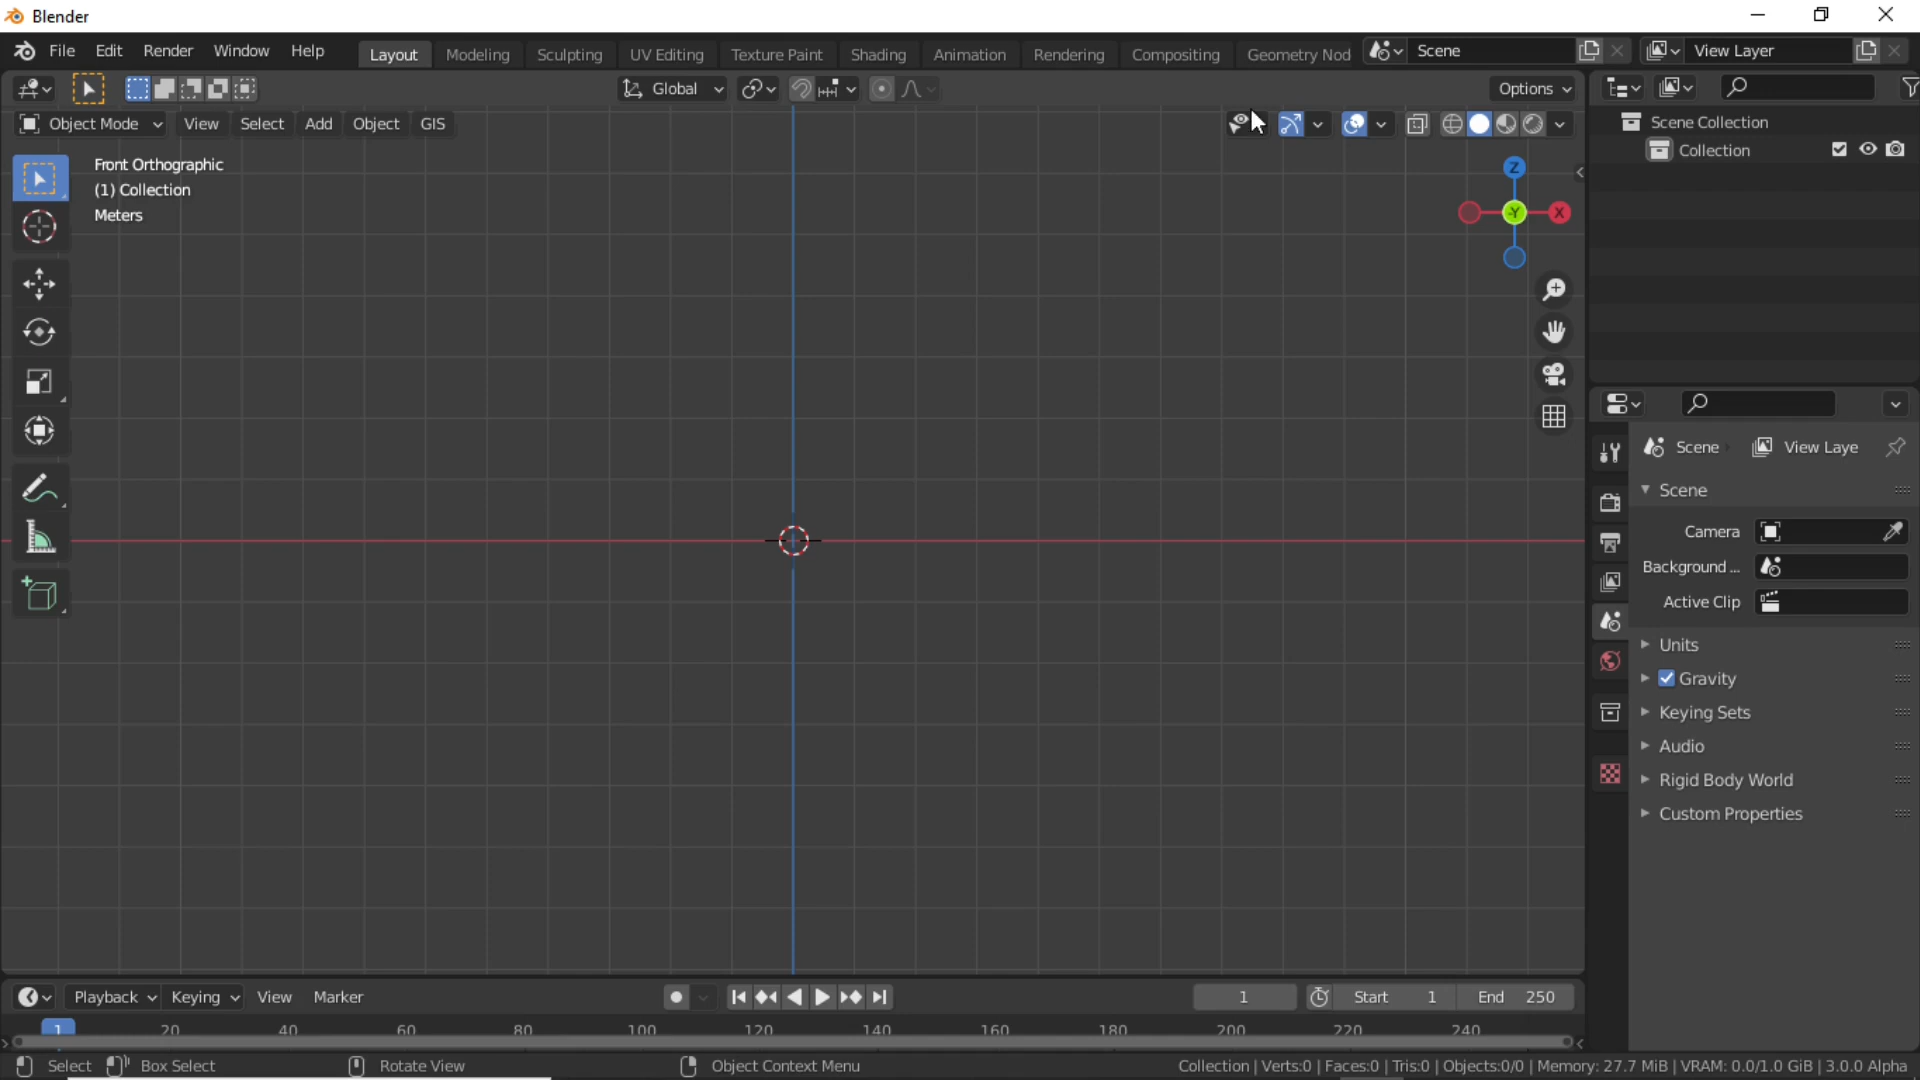 Blender
File Edit Render Window Help Layout Modeling Sculpting UV Editing Texture Paint Shading Animation Rendering Compositing Geometry Nod Scene View Layer
Global Options
Object Mode View Select Add Object GIS
Front Orthographic
(1) Collection
Meters
Z
-Y X
Scene Collection
Collection
Scene View Laye
Scene
Camera
Background ...
Active Clip
Units
Gravity
Keying Sets
Audio
Rigid Body World
Custom Properties
Playback Keying View Marker 1 Start 1 End 250
1 20 40 60 80 100 120 140 160 180 200 220 240
Select Box Select Rotate View Object Context Menu Collection | Verts:0 | Faces:0 | Tris:0 | Objects:0/0 | Memory: 27.7 MiB | VRAM: 0.0/1.0 GiB | 3.0.0 Alpha